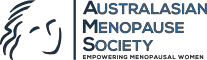 AUSTRALASIAN
MENOPAUSE
SOCIETY
EMPOWERING MENOPAUSAL WOMEN